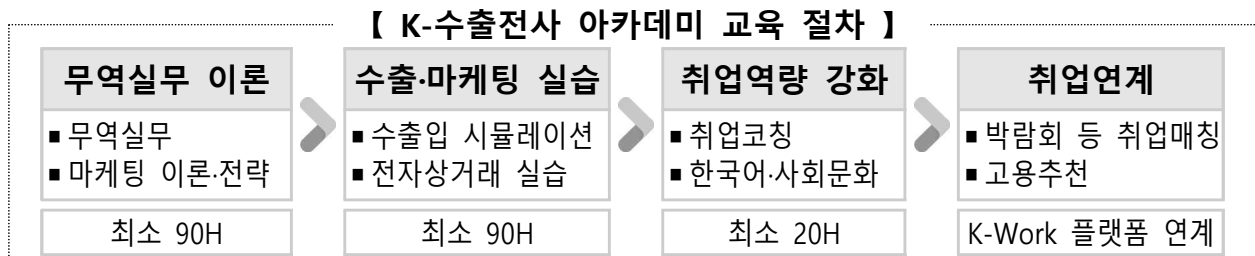 【 K-수출전사 아카데미 교육 절차 】
무역실무 이론
▪무역실무
▪마케팅 이론·전략
최소 90H
수출·마케팅 실습
▪수출입 시뮬레이션
▪전자상거래 실습
최소 90H
취업역량 강화
▪취업코칭
▪한국어·사회문화
최소 20H
취업연계
▪박람회 등 취업매칭
▪고용추천
K-Work 플랫폼 연계